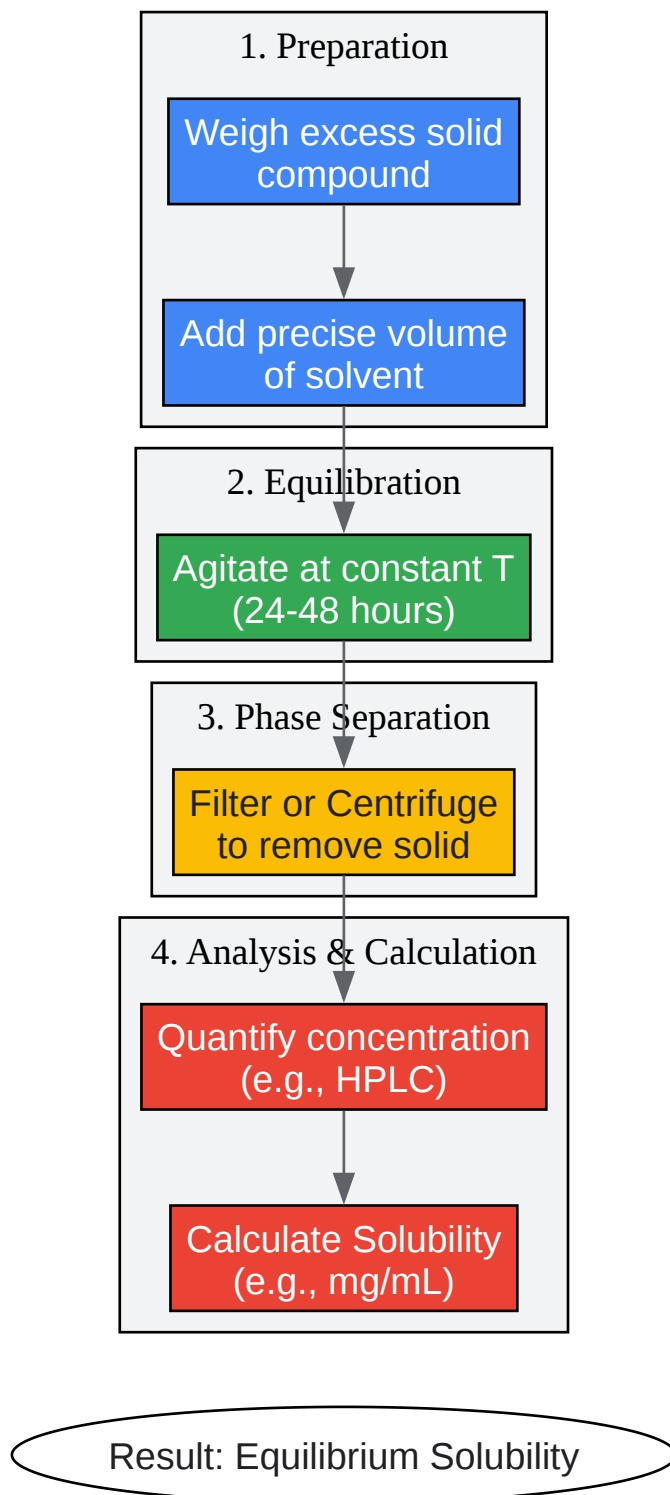 1. Preparation
Weigh excess solid
compound
Add precise volume
of solvent
2. Equilibration
Agitate at constant T
(24-48 hours)
3. Phase Separation
Filter or Centrifuge
to remove solid
4. Analysis & Calculation
Quantify concentration
(e.g., HPLC)
Calculate Solubility
(e.g., mg/mL)
Result: Equilibrium Solubility